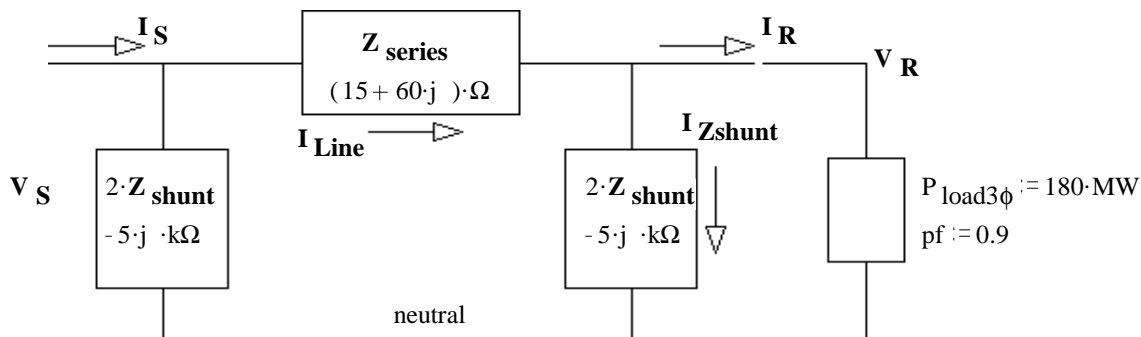 I S
Z series
(15 + 60·j )·Ω
I Line
I R
V R
I Zshunt
V S
2·Z shunt
- 5·j ·kΩ
2·Z shunt
- 5·j ·kΩ
P load3ϕ := 180·MW
pf := 0.9
neutral